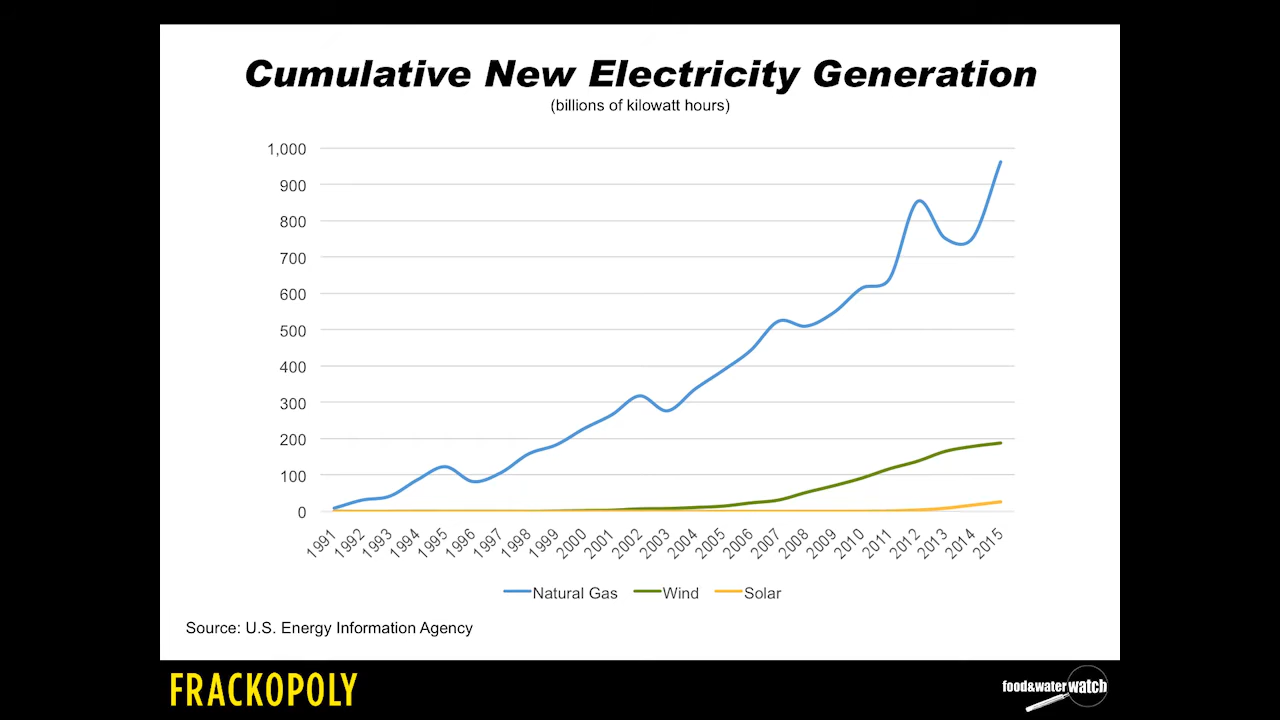 Cumulative New Electricity Generation
(billions of kilowatt hours)
1,000
900
800
700
600
500
400
300
200
100
0
1991 1992 1993 1994 1995 1996 1997 1998 1999 2000 2001 2002 2003 2004 2005 2006 2007 2008 2009 2010 2011 2012 2013 2014 2015
Natural Gas Wind Solar
Source: U.S. Energy Information Agency
FRACKOPOLY
food&waterwatch